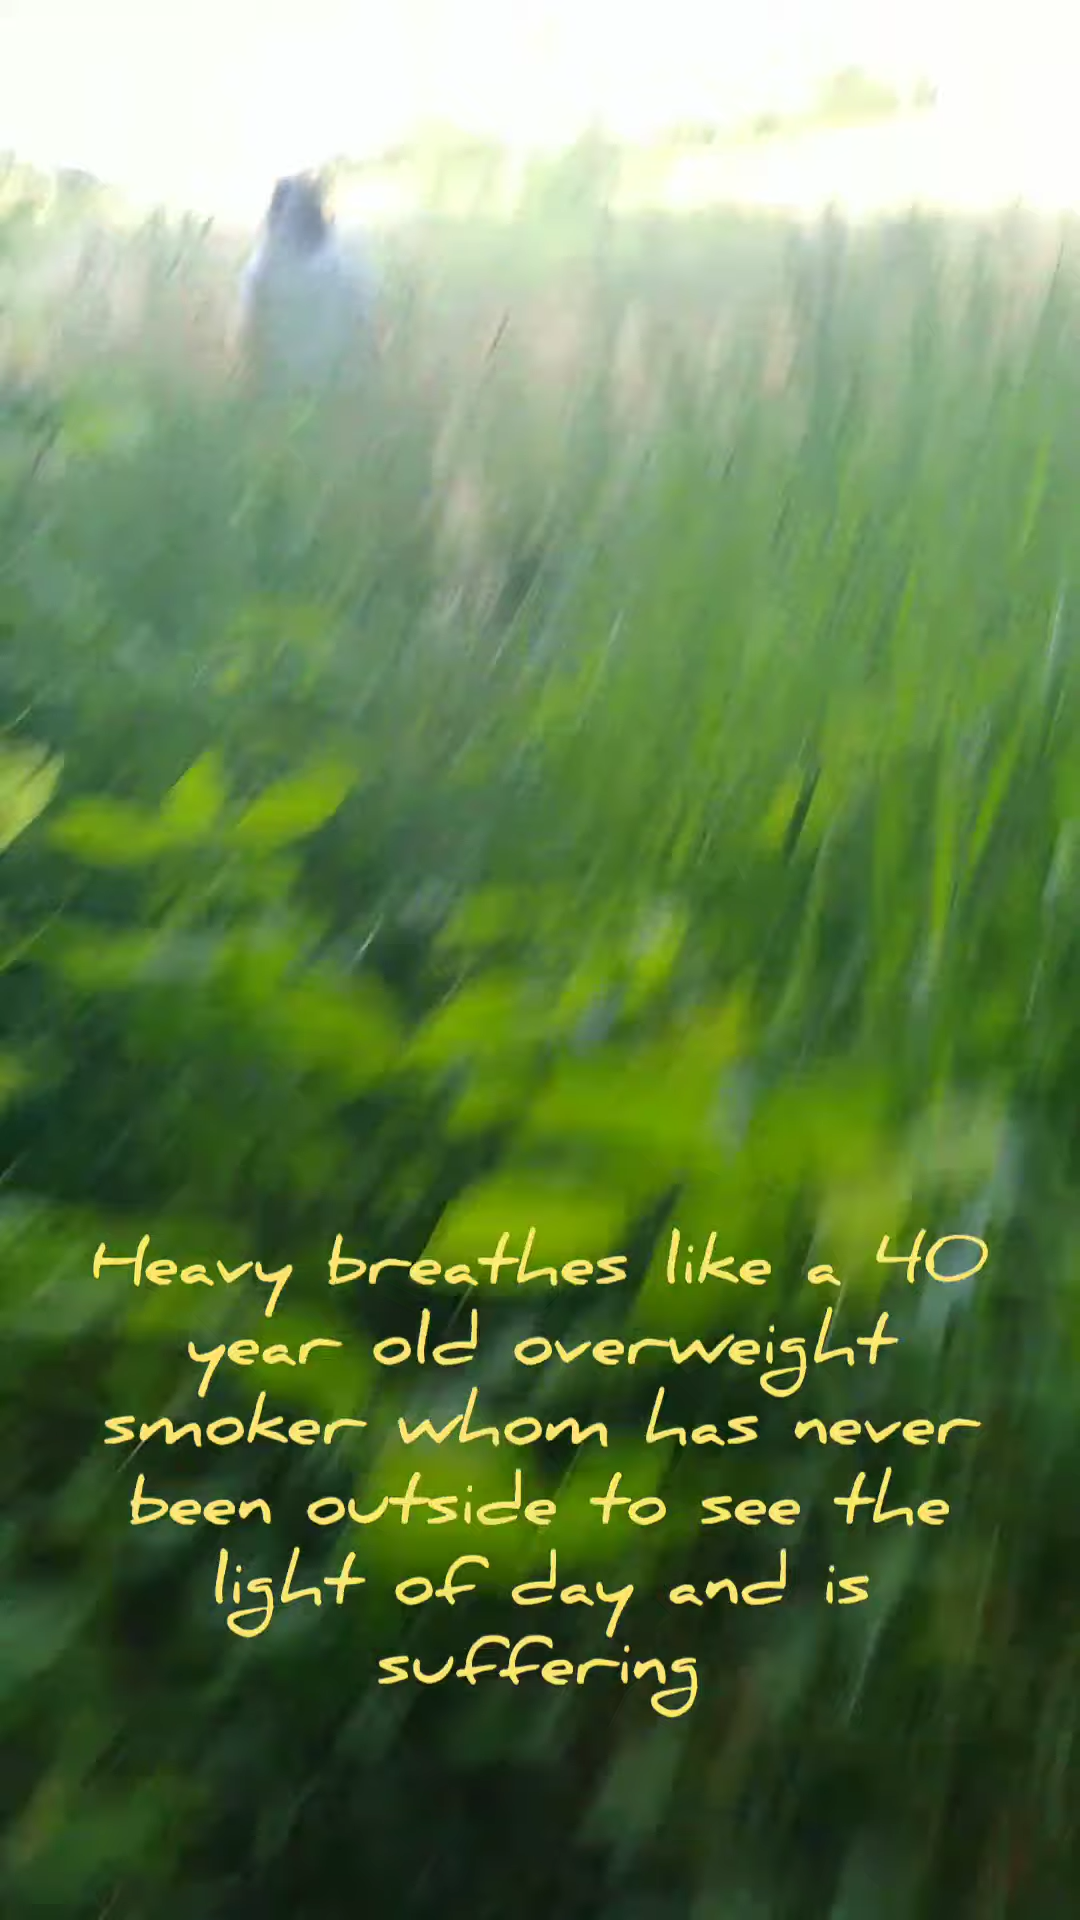 Heavy breathes like a 40
year old overweight
smoker whom has never
been outside to see the
light of day and is
suffering